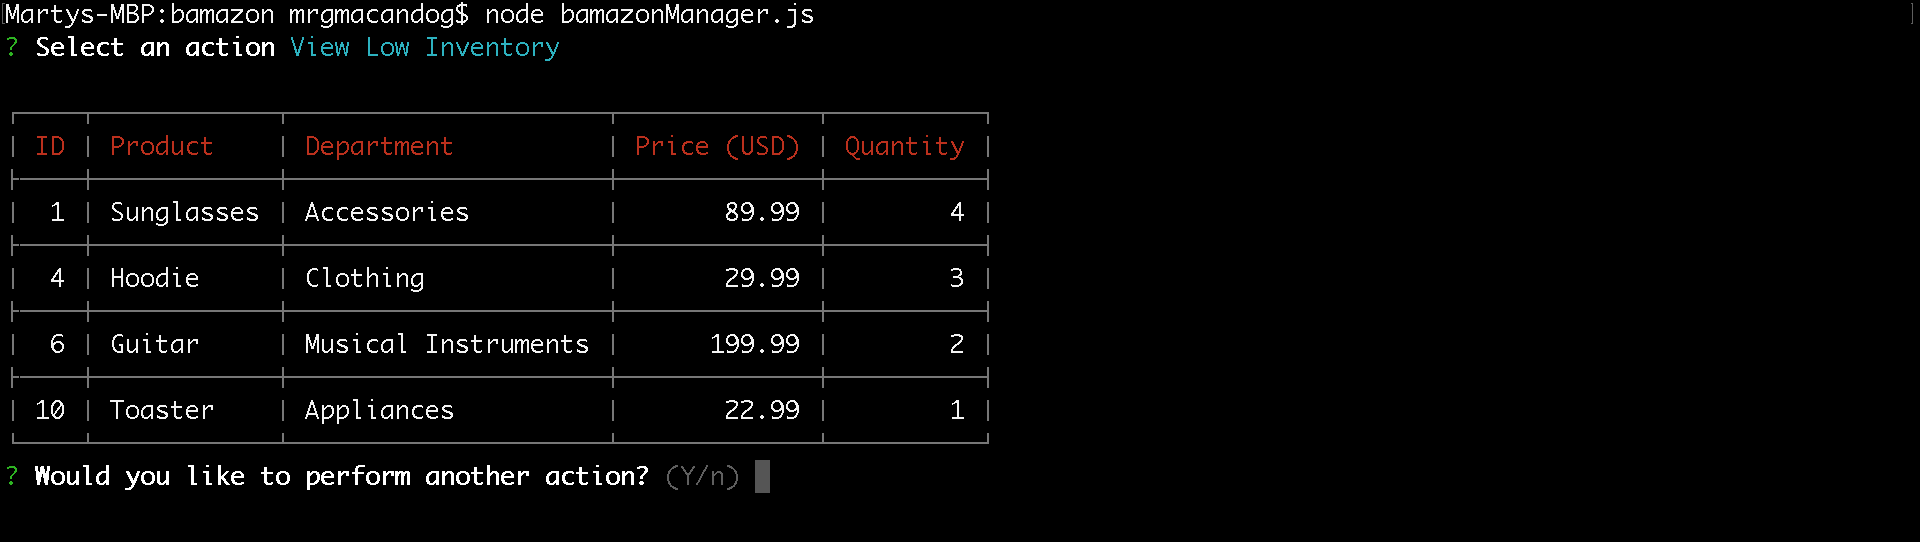 Martys-MBP:bamazon mrgmacandog$ node bamazonManager.js
? Select an action View Low Inventory
ID Product Department Price (USD) Quantity
1 Sunglasses Accessories 89.99 4
4 Hoodie Clothing 29.99 3
6 Guitar Musical Instruments 199.99 2
10 Toaster Appliances 22.99 1
? Would you like to perform another action? (Y/n)